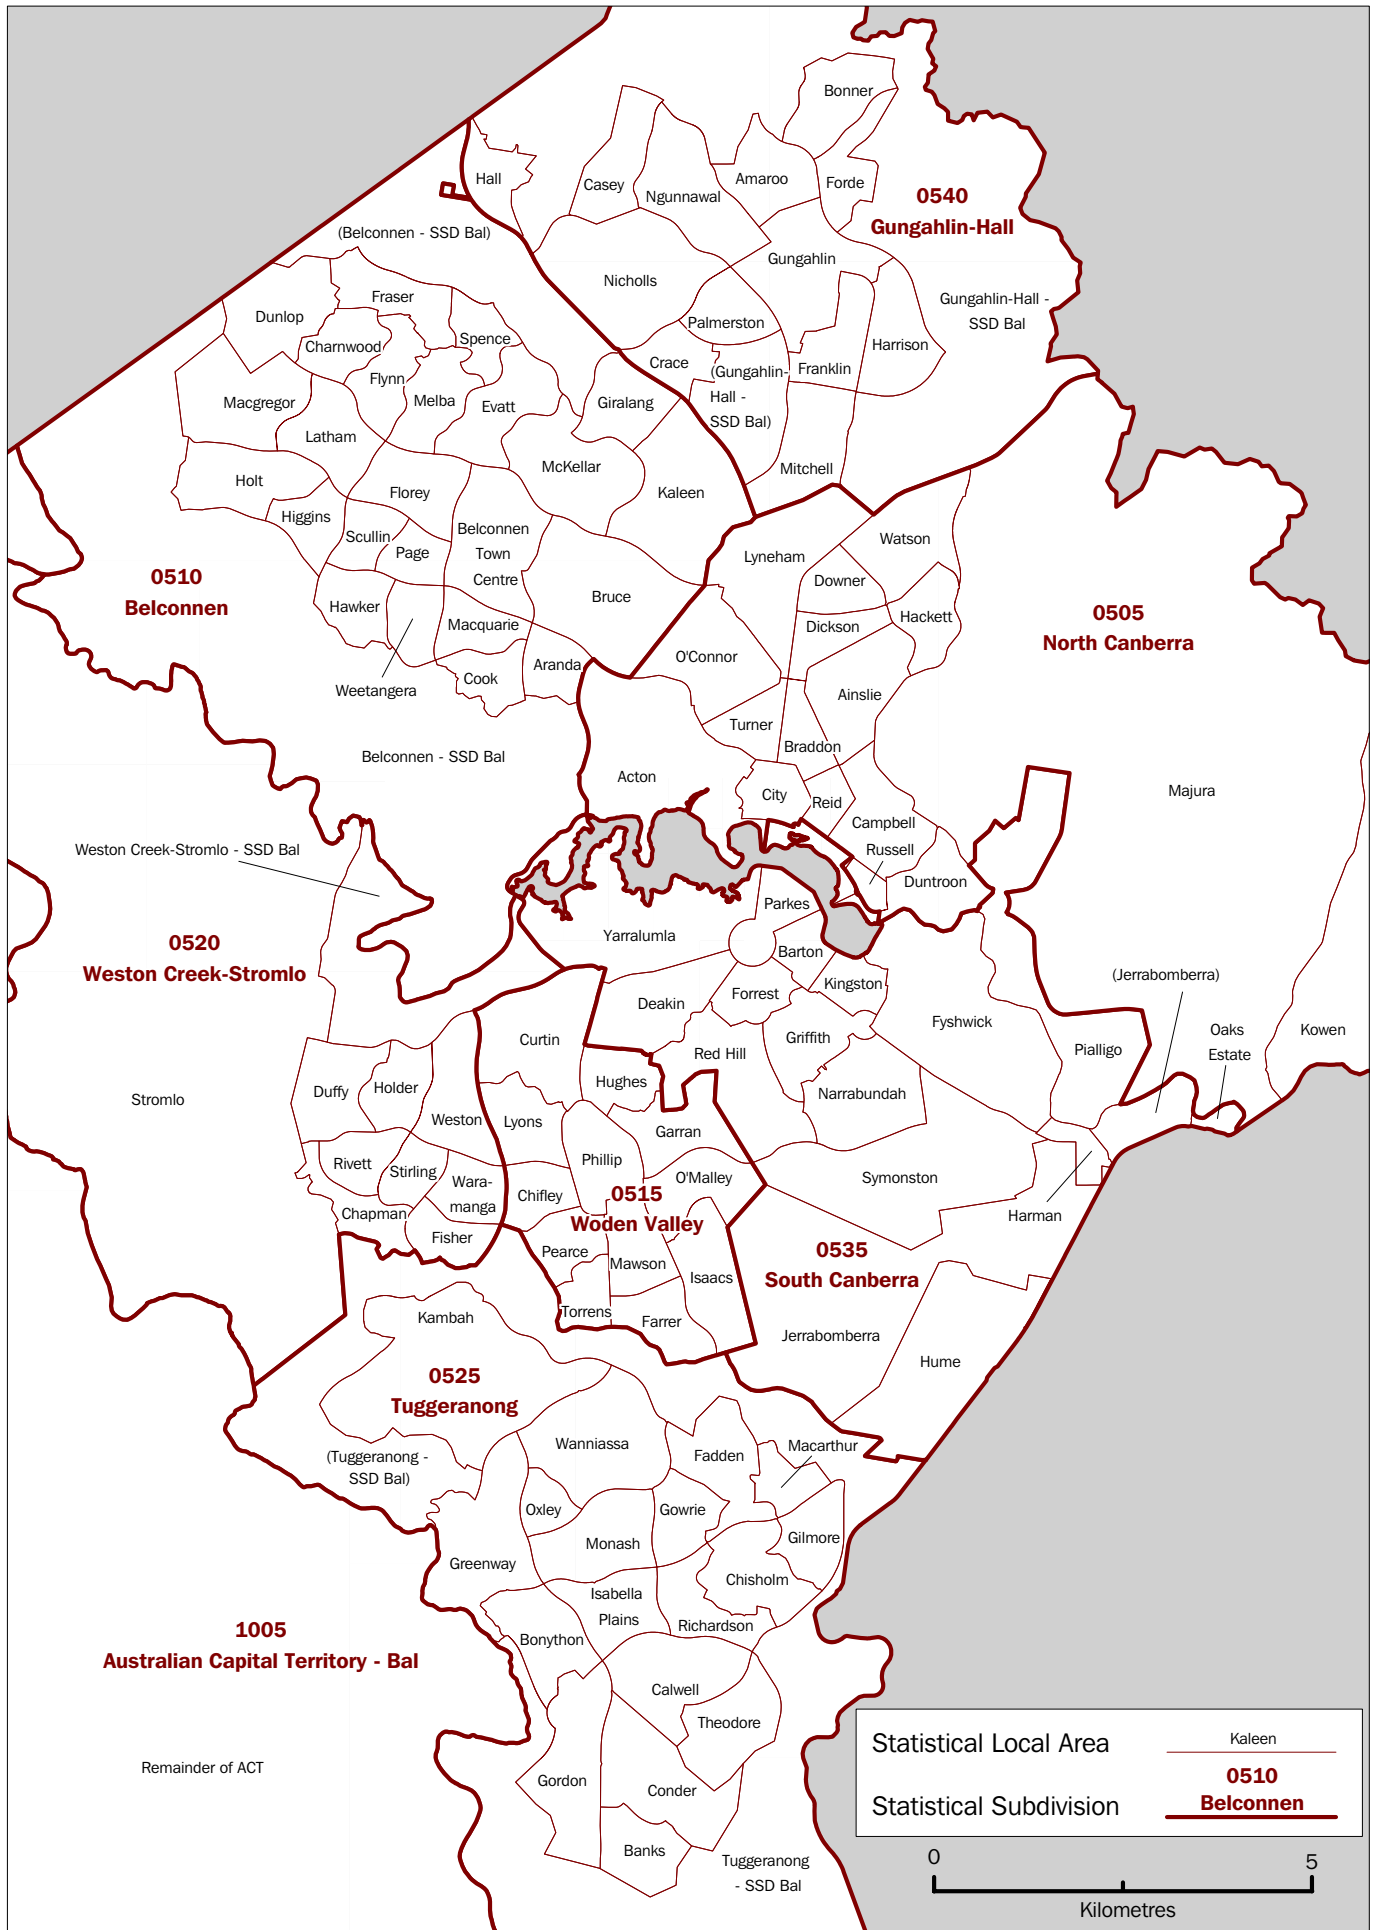 Bonner
Hall
Casey
Ngunnawal
Amaroo
Forde
0540
Gungahlin-Hall
(Belconnen - SSD Bal)
Gungahlin
Nicholls
Gungahlin-Hall -
SSD Bal
Fraser
Dunlop
Palmerston
Spence
Charnwood
Harrison
Crace
(Gungahlin-
Hall -
SSD Bal)
Franklin
Flynn
Melba
Evatt
Giralang
Macgregor
Latham
McKellar
Mitchell
Holt
Florey
Kaleen
Higgins
Scullin
Page
Belconnen
Town
Centre
Lyneham
Watson
Downer
0510
Belconnen
Hawker
Bruce
Macquarie
Dickson
Hackett
0505
North Canberra
O'Connor
Aranda
Cook
Weetangera
Ainslie
Turner
Braddon
Belconnen - SSD Bal
Acton
City
Reid
Majura
Campbell
Russell
Weston Creek-Stromlo - SSD Bal
Duntroon
Parkes
Yarralumla
0520
Weston Creek-Stromlo
Barton
(Jerrabomberra)
Kingston
Forrest
Deakin
Fyshwick
Oaks
Estate
Kowen
Curtin
Griffith
Pialligo
Red Hill
Hughes
Duffy
Holder
Narrabundah
Stromlo
Weston
Lyons
Garran
Phillip
Rivett
Stirling
O'Malley
Symonston
Wara-
manga
Chifley
0515
Woden Valley
Chapman
Harman
Fisher
Pearce
0535
South Canberra
Mawson
Isaacs
Torrens
Farrer
Kambah
Jerrabomberra
Hume
0525
Tuggeranong
Wanniassa
Macarthur
(Tuggeranong -
SSD Bal)
Fadden
Oxley
Gowrie
Gilmore
Monash
Greenway
Chisholm
Isabella
Plains
Richardson
1005
Australian Capital Territory - Bal
Bonython
Calwell
Theodore
Remainder of ACT
Gordon
Conder
Banks
Tuggeranong
- SSD Bal
Statistical Local Area
Kaleen
Statistical Subdivision
0510
Belconnen
0 5
Kilometres